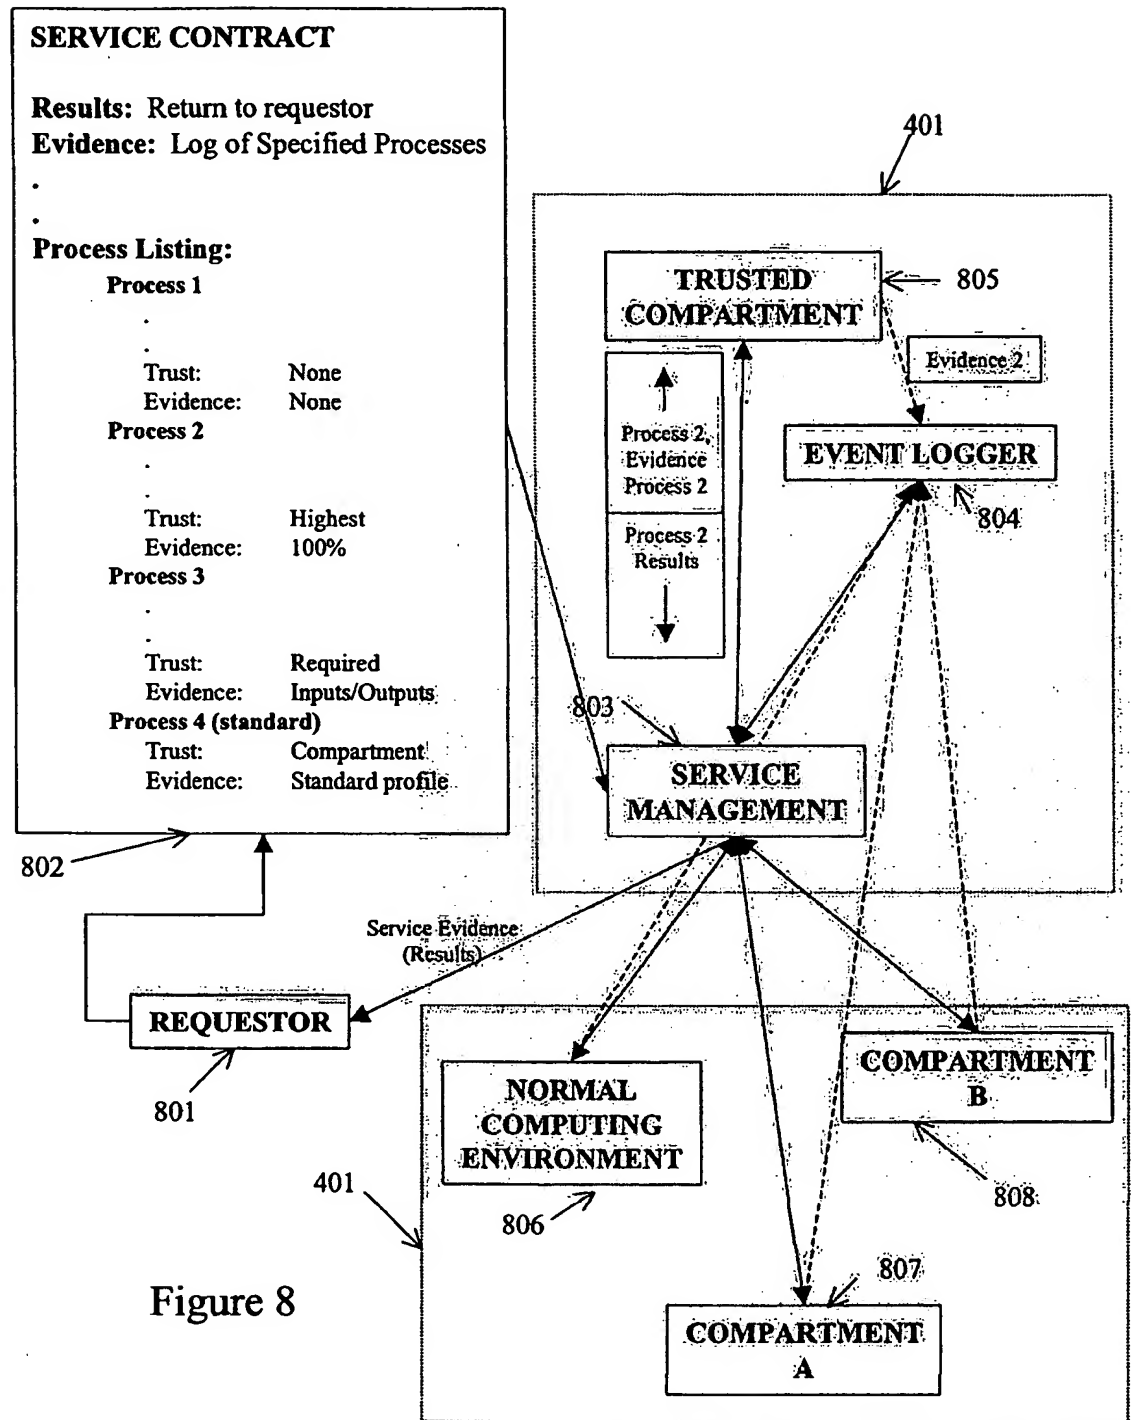 SERVICE CONTRACT
Results: Return to requestor
Evidence: Log of Specified Processes
.
.
Process Listing:
Process 1
.
.
Trust: None
Evidence: None
Process 2
.
.
Trust: Highest
Evidence: 100%
Process 3
.
.
Trust: Required
Evidence: Inputs/Outputs
Process 4 (standard)
Trust: Compartment
Evidence: Standard profile
802
401
TRUSTED
COMPARTMENT
805
Evidence 2
Process 2,
Evidence
Process 2
Process 2
Results
EVENT LOGGER
804
803
SERVICE
MANAGEMENT
Service Evidence
(Results)
REQUESTOR
801
NORMAL
COMPUTING
ENVIRONMENT
806
COMPARTMENT
B
808
401
807
COMPARTMENT
A
Figure 8